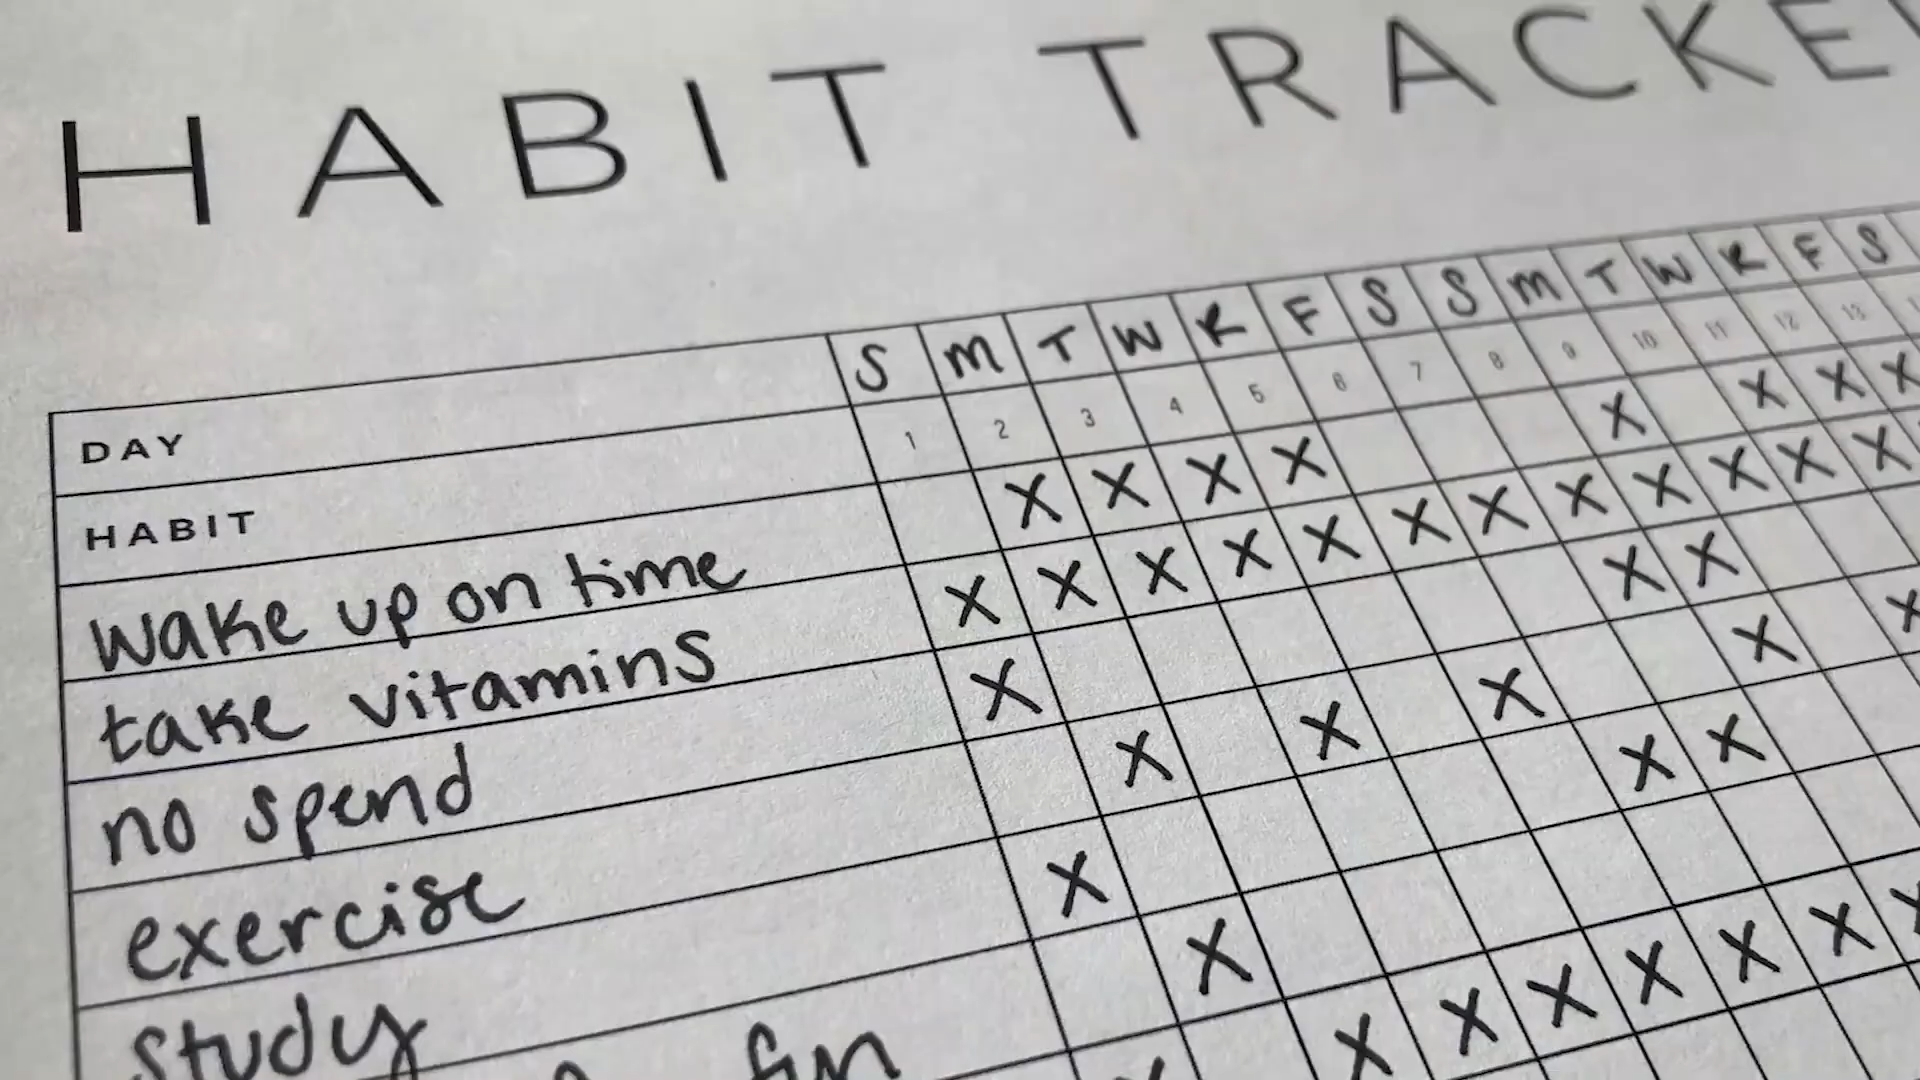 HABIT TRACKE
DAY S M T W R F S S M T W R F S
HABIT 1 2 3 4 5 6 7 8 9 10 11 12 13
wake up on time X X X X X X X X
take vitamins X X X X X X X X X X X X
no spend X X X
exercise X X X X X
study X X X
X X X X X X X X
fin